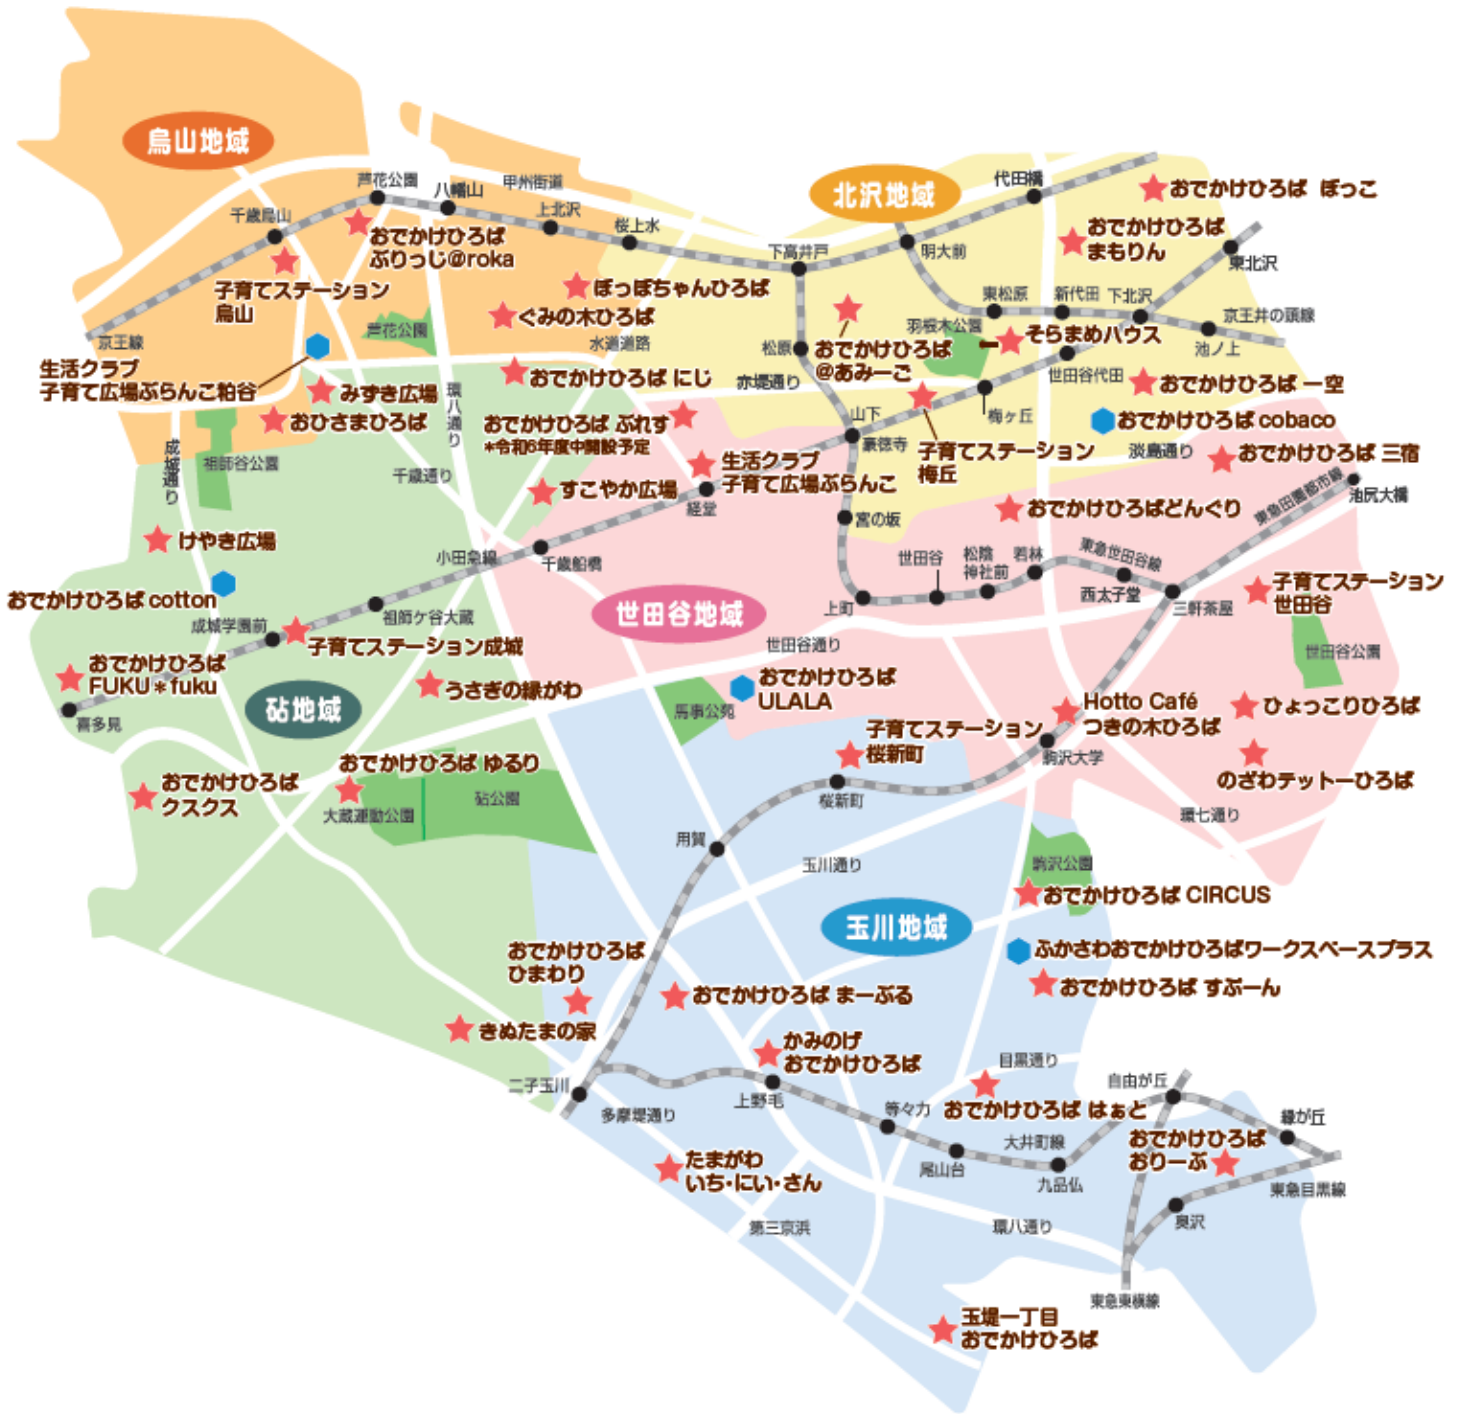 烏山地域
芦花公園
八幡山
甲州街道
千歳烏山
上北沢
桜上水
おでかけひろば
ぶりっじ@roka
子育てステーション
烏山
ぽっぽちゃんひろば
ぐみの木ひろば
芦花公園
水道道路
京王線
生活クラブ
子育て広場ぶらんこ粕谷
みずき広場
おひさまひろば
おでかけひろば にじ
環八通り
おでかけひろば ぷれす
*令和6年度中開設予定
北沢地域
代田橋
おでかけひろば ぼっこ
おでかけひろば
まもりん
下高井戸
明大前
東北沢
東松原
新代田
下北沢
京王井の頭線
羽根木公園
そらまめハウス
池ノ上
松原
おでかけひろば
@あみーご
世田谷代田
おでかけひろば 一空
赤堤通り
山下
豪徳寺
梅ヶ丘
おでかけひろば cobaco
子育てステーション
梅丘
淡島通り
おでかけひろば 三宿
東急田園都市線
池尻大橋
成城通り
祖師谷公園
千歳通り
すこやか広場
生活クラブ
子育て広場ぶらんこ
経堂
宮の坂
おでかけひろばどんぐり
けやき広場
小田急線
千歳船橋
世田谷
松陰
神社前
若林
東急世田谷線
西太子堂
三軒茶屋
子育てステーション
世田谷
おでかけひろば cotton
成城学園前
祖師ケ谷大蔵
世田谷地域
上町
世田谷通り
世田谷公園
子育てステーション成城
おでかけひろば
FUKU*fuku
喜多見
砧地域
うさぎの縁がわ
馬事公苑
おでかけひろば
ULALA
子育てステーション
桜新町
Hotto Café
つきの木ひろば
駒沢大学
ひょっこりひろば
のざわテットーひろば
環七通り
おでかけひろば
クスクス
おでかけひろば ゆるり
大蔵運動公園
砧公園
桜新町
用賀
玉川通り
駒沢公園
おでかけひろば CIRCUS
玉川地域
ふかさわおでかけひろばワークスペースプラス
おでかけひろば すぷーん
おでかけひろば
ひまわり
おでかけひろば まーぶる
きぬたまの家
かみのげ
おでかけひろば
目黒通り
二子玉川
多摩堤通り
上野毛
等々力
おでかけひろば はぁと
自由が丘
緑が丘
大井町線
尾山台
九品仏
おでかけひろば
おりーぶ
東急目黒線
奥沢
たまがわ
いち・にい・さん
第三京浜
環八通り
東急東横線
玉堤一丁目
おでかけひろば